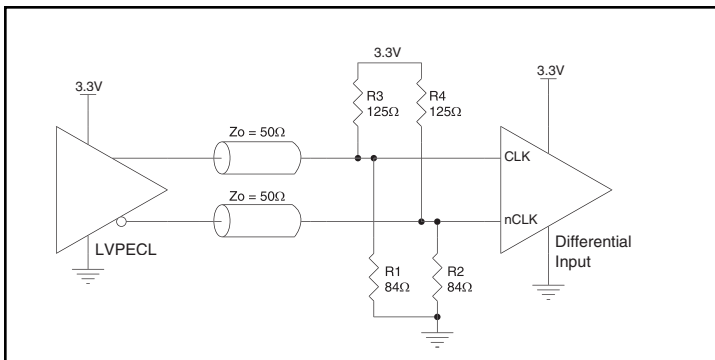 3.3V
3.3V
3.3V
R3
125Ω
R4
125Ω
Zo = 50Ω
CLK
Zo = 50Ω
nCLK
LVPECL
Differential
Input
R1
84Ω
R2
84Ω